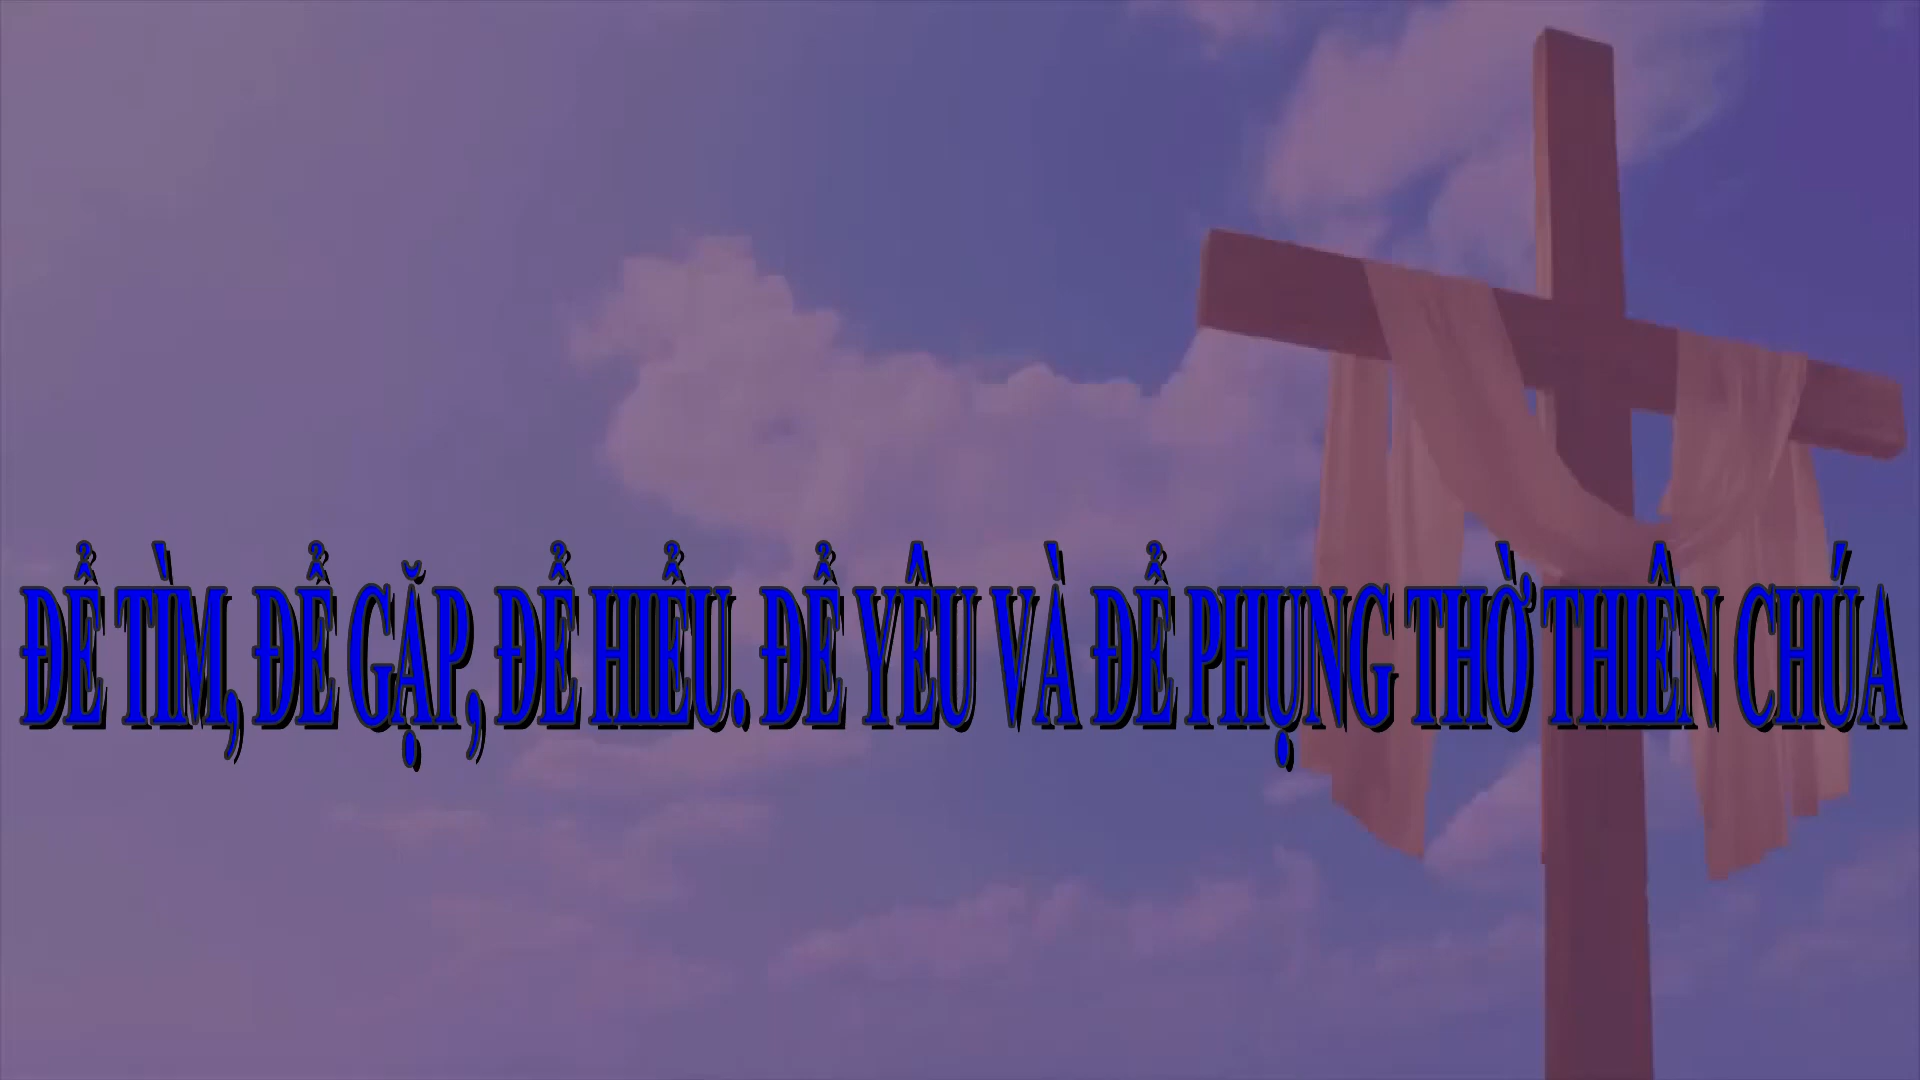 ĐỂ TÌM, ĐỂ GẶP, ĐỂ HIỂU. ĐỂ YÊU VÀ ĐỂ PHỤNG THỜ THIÊN CHÚA